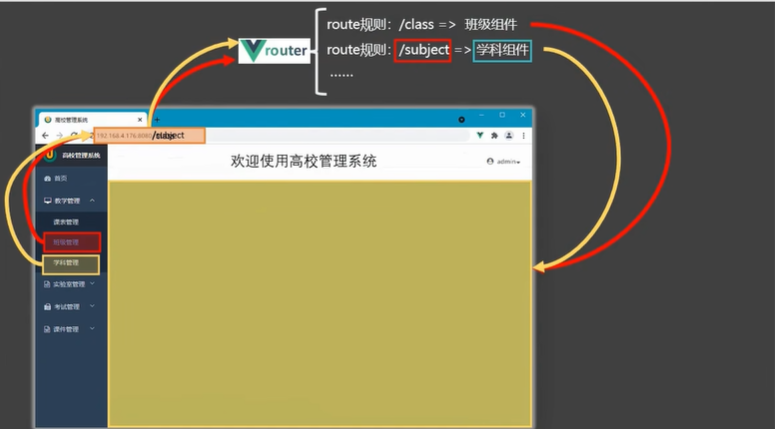 route规则：/class => 班级组件
router
route规则：/subject => 学科组件
……
高校管理系统
192.168.4.176:8080/subject
高校管理系统
欢迎使用高校管理系统
admin
首页
教学管理
课表管理
班级管理
学科管理
实验室管理
考试管理
课件管理